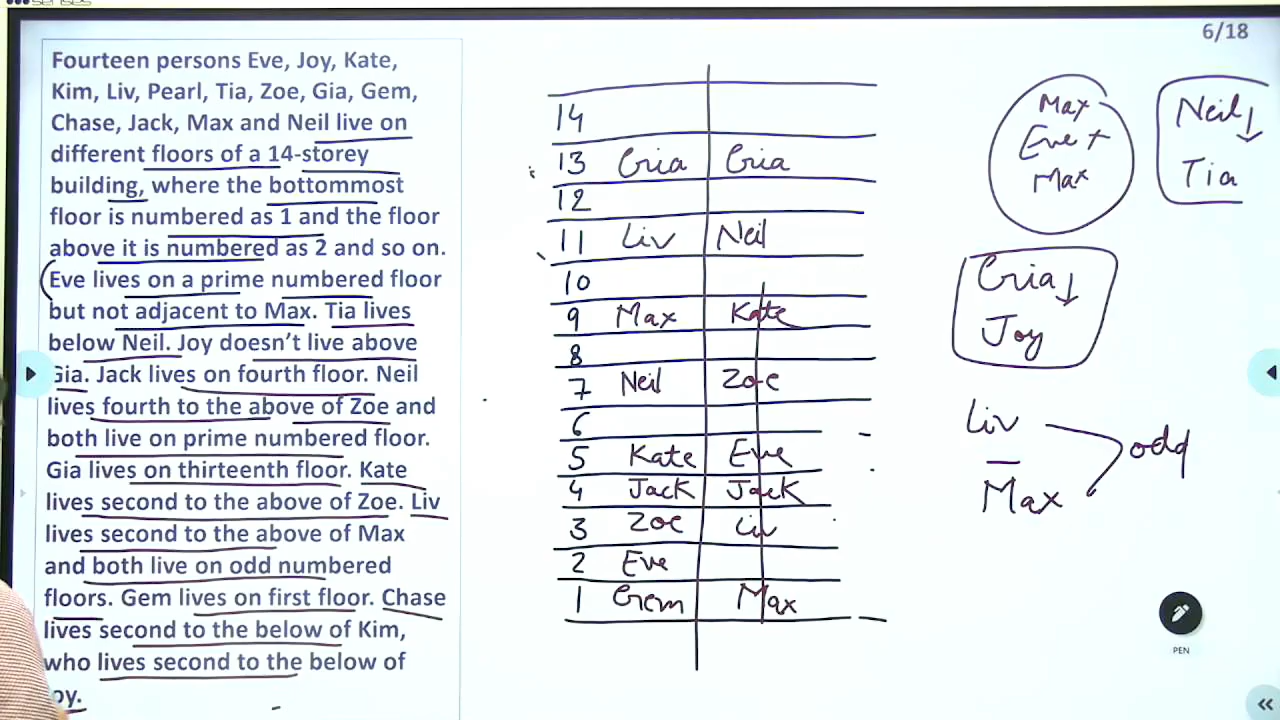 6/18
Fourteen persons Eve, Joy, Kate,
Kim, Liv, Pearl, Tia, Zoe, Gia, Gem,
Chase, Jack, Max and Neil live on
different floors of a 14-storey
building, where the bottommost
floor is numbered as 1 and the floor
above it is numbered as 2 and so on.
Eve lives on a prime numbered floor
but not adjacent to Max. Tia lives
below Neil. Joy doesn't live above
Gia. Jack lives on fourth floor. Neil
lives fourth to the above of Zoe and
both live on prime numbered floor.
Gia lives on thirteenth floor. Kate
lives second to the above of Zoe. Liv
lives second to the above of Max
and both live on odd numbered
floors. Gem lives on first floor. Chase
lives second to the below of Kim,
who lives second to the below of
oy.
14
13 Gria Gria
12
11 Liv Neil
10
9 Max Kate
8
7 Neil Zoe
6
5 Kate Eve
4 Jack Jack
3 Zoe Liv
2 Eve
1 Grem Max
Max
Eve +
Max
Neil ↓
Tia
Gria ↓
Joy
Liv
—
Max
odd
PEN